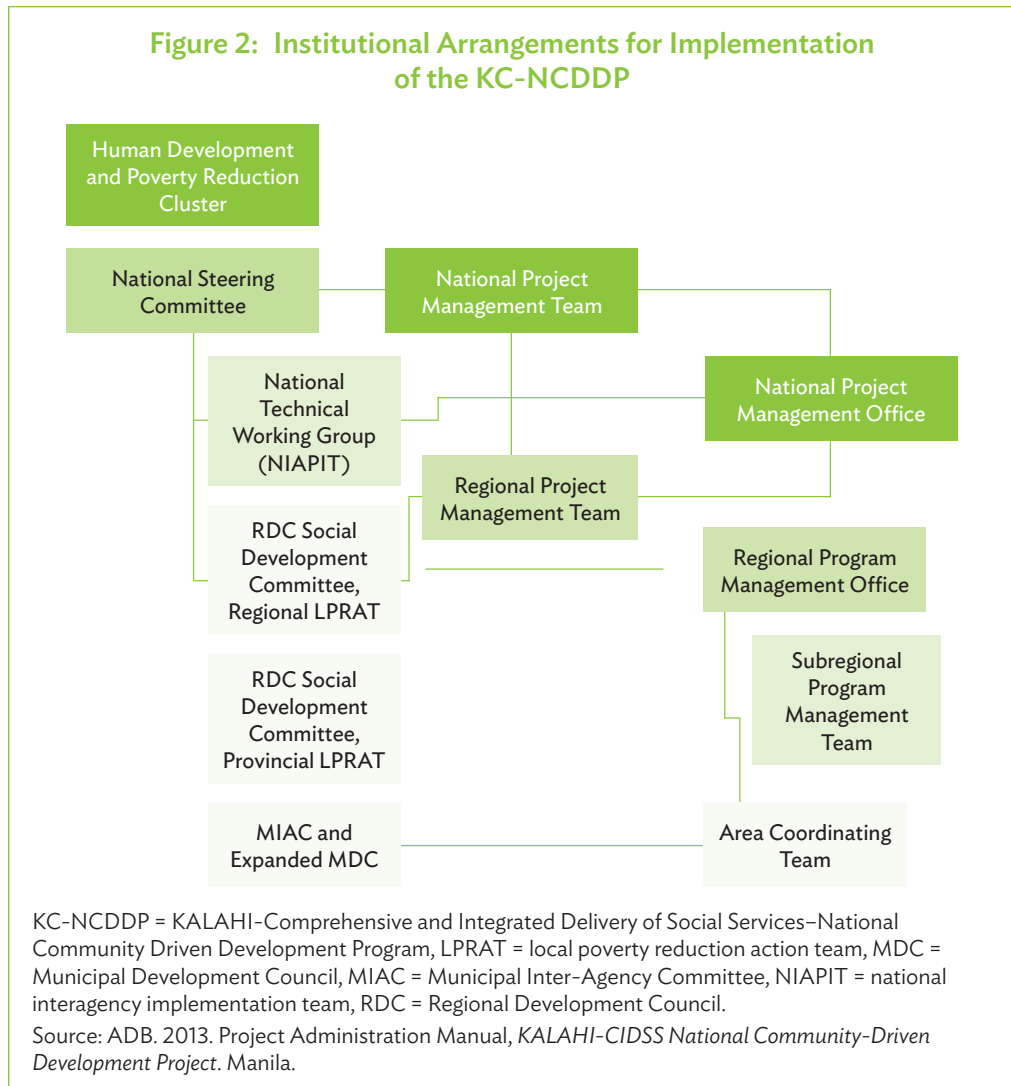 Figure 2: Institutional Arrangements for Implementation
of the KC-NCDDP
Human Development
and Poverty Reduction
Cluster
National Steering
Committee
National Project
Management Team
National
Technical
Working Group
(NIAPIT)
National Project
Management Office
Regional Project
Management Team
RDC Social
Development
Committee,
Regional LPRAT
Regional Program
Management Office
Subregional
Program
Management
Team
RDC Social
Development
Committee,
Provincial LPRAT
MIAC and
Expanded MDC
Area Coordinating
Team
KC-NCDDP = KALAHI-Comprehensive and Integrated Delivery of Social Services–National
Community Driven Development Program, LPRAT = local poverty reduction action team, MDC =
Municipal Development Council, MIAC = Municipal Inter-Agency Committee, NIAPIT = national
interagency implementation team, RDC = Regional Development Council.
Source: ADB. 2013. Project Administration Manual, KALAHI-CIDSS National Community-Driven
Development Project. Manila.